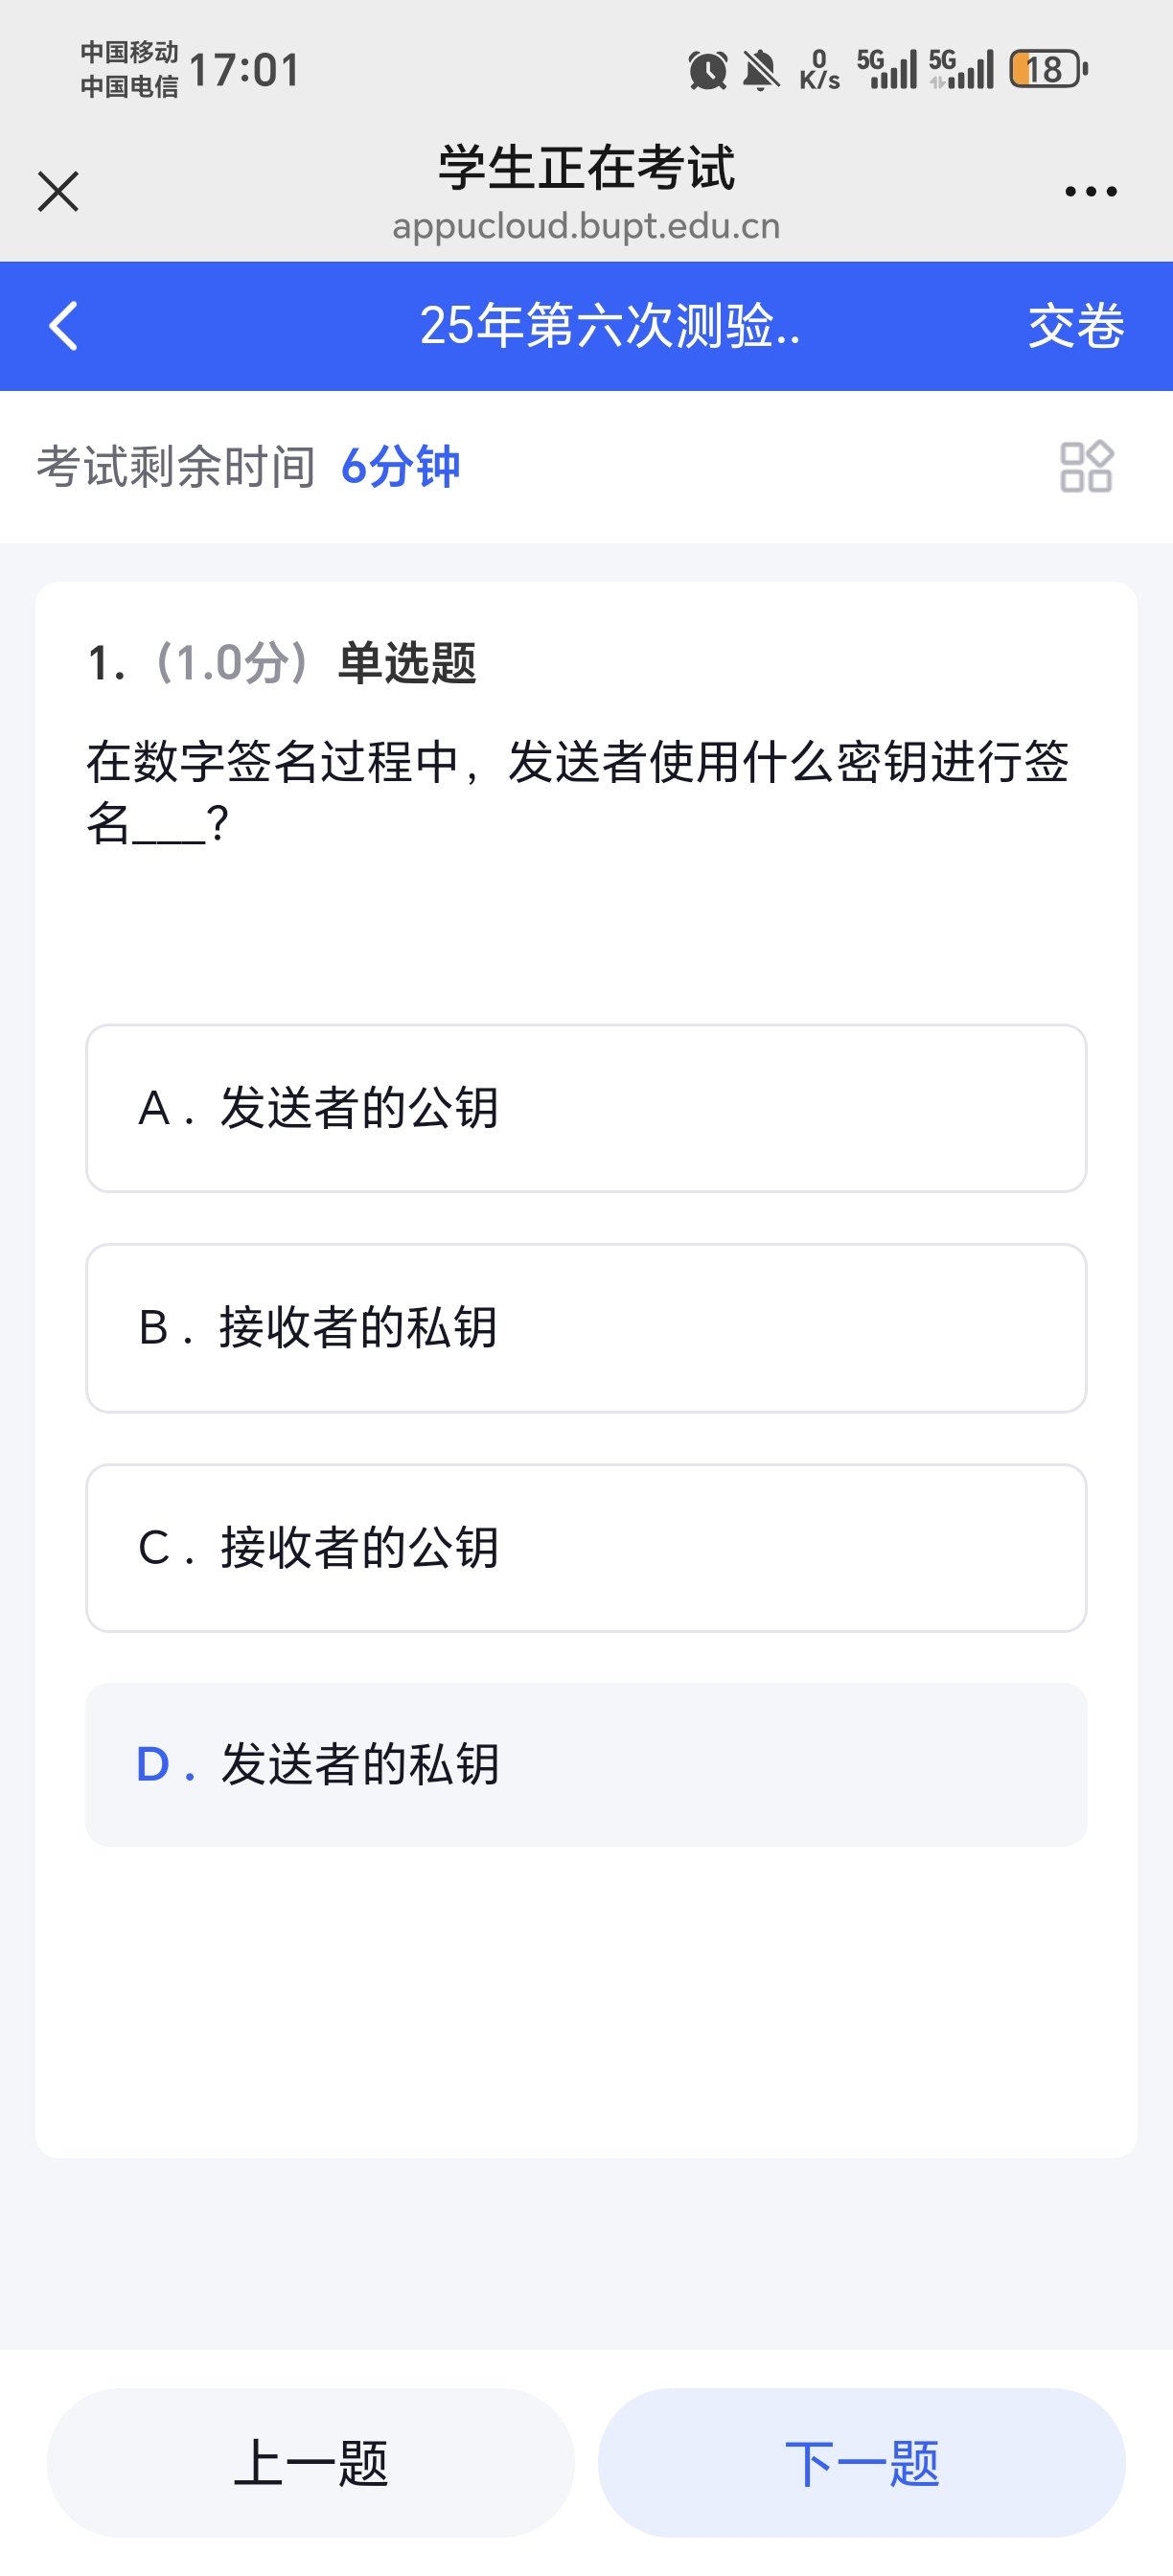 中国移动
中国电信
17:01
0
K/s
5G
5G
18
学生正在考试
appucloud.bupt.edu.cn
25年第六次测验..
交卷
考试剩余时间 6分钟
1. (1.0分) 单选题
在数字签名过程中，发送者使用什么密钥进行签
名___?
A . 发送者的公钥
B . 接收者的私钥
C . 接收者的公钥
D . 发送者的私钥
上一题
下一题